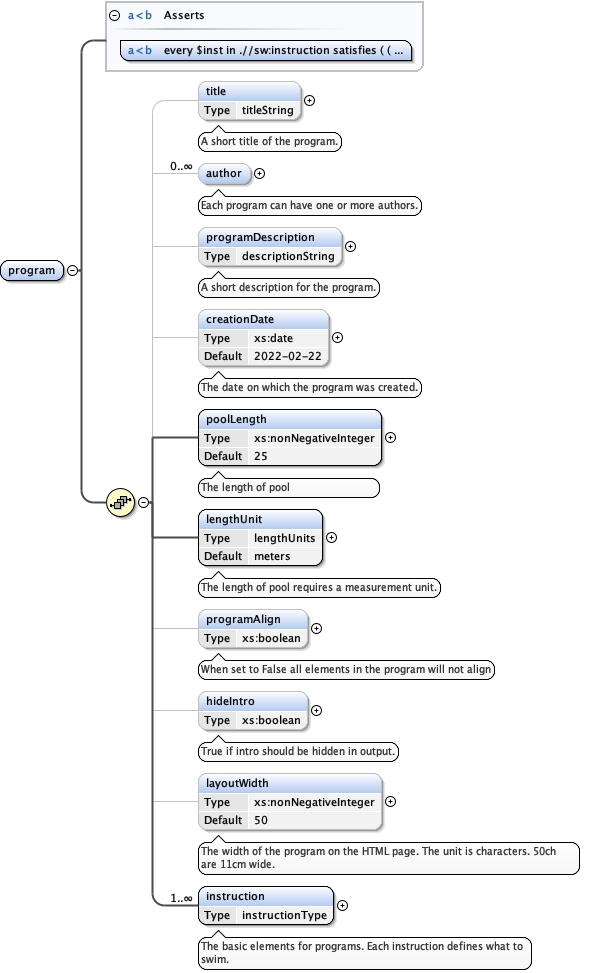 a<b Asserts
a<b every $inst in .//sw:instruction satisfies ( ( ...
title
Type titleString
A short title of the program.
0..∞
author
Each program can have one or more authors.
programDescription
Type descriptionString
program
A short description for the program.
creationDate
Type xs:date
Default 2022-02-22
The date on which the program was created.
poolLength
Type xs:nonNegativeInteger
Default 25
The length of pool
lengthUnit
Type lengthUnits
Default meters
The length of pool requires a measurement unit.
programAlign
Type xs:boolean
When set to False all elements in the program will not align
hideIntro
Type xs:boolean
True if intro should be hidden in output.
layoutWidth
Type xs:nonNegativeInteger
Default 50
The width of the program on the HTML page. The unit is characters. 50ch
are 11cm wide.
1..∞
instruction
Type instructionType
The basic elements for programs. Each instruction defines what to
swim.